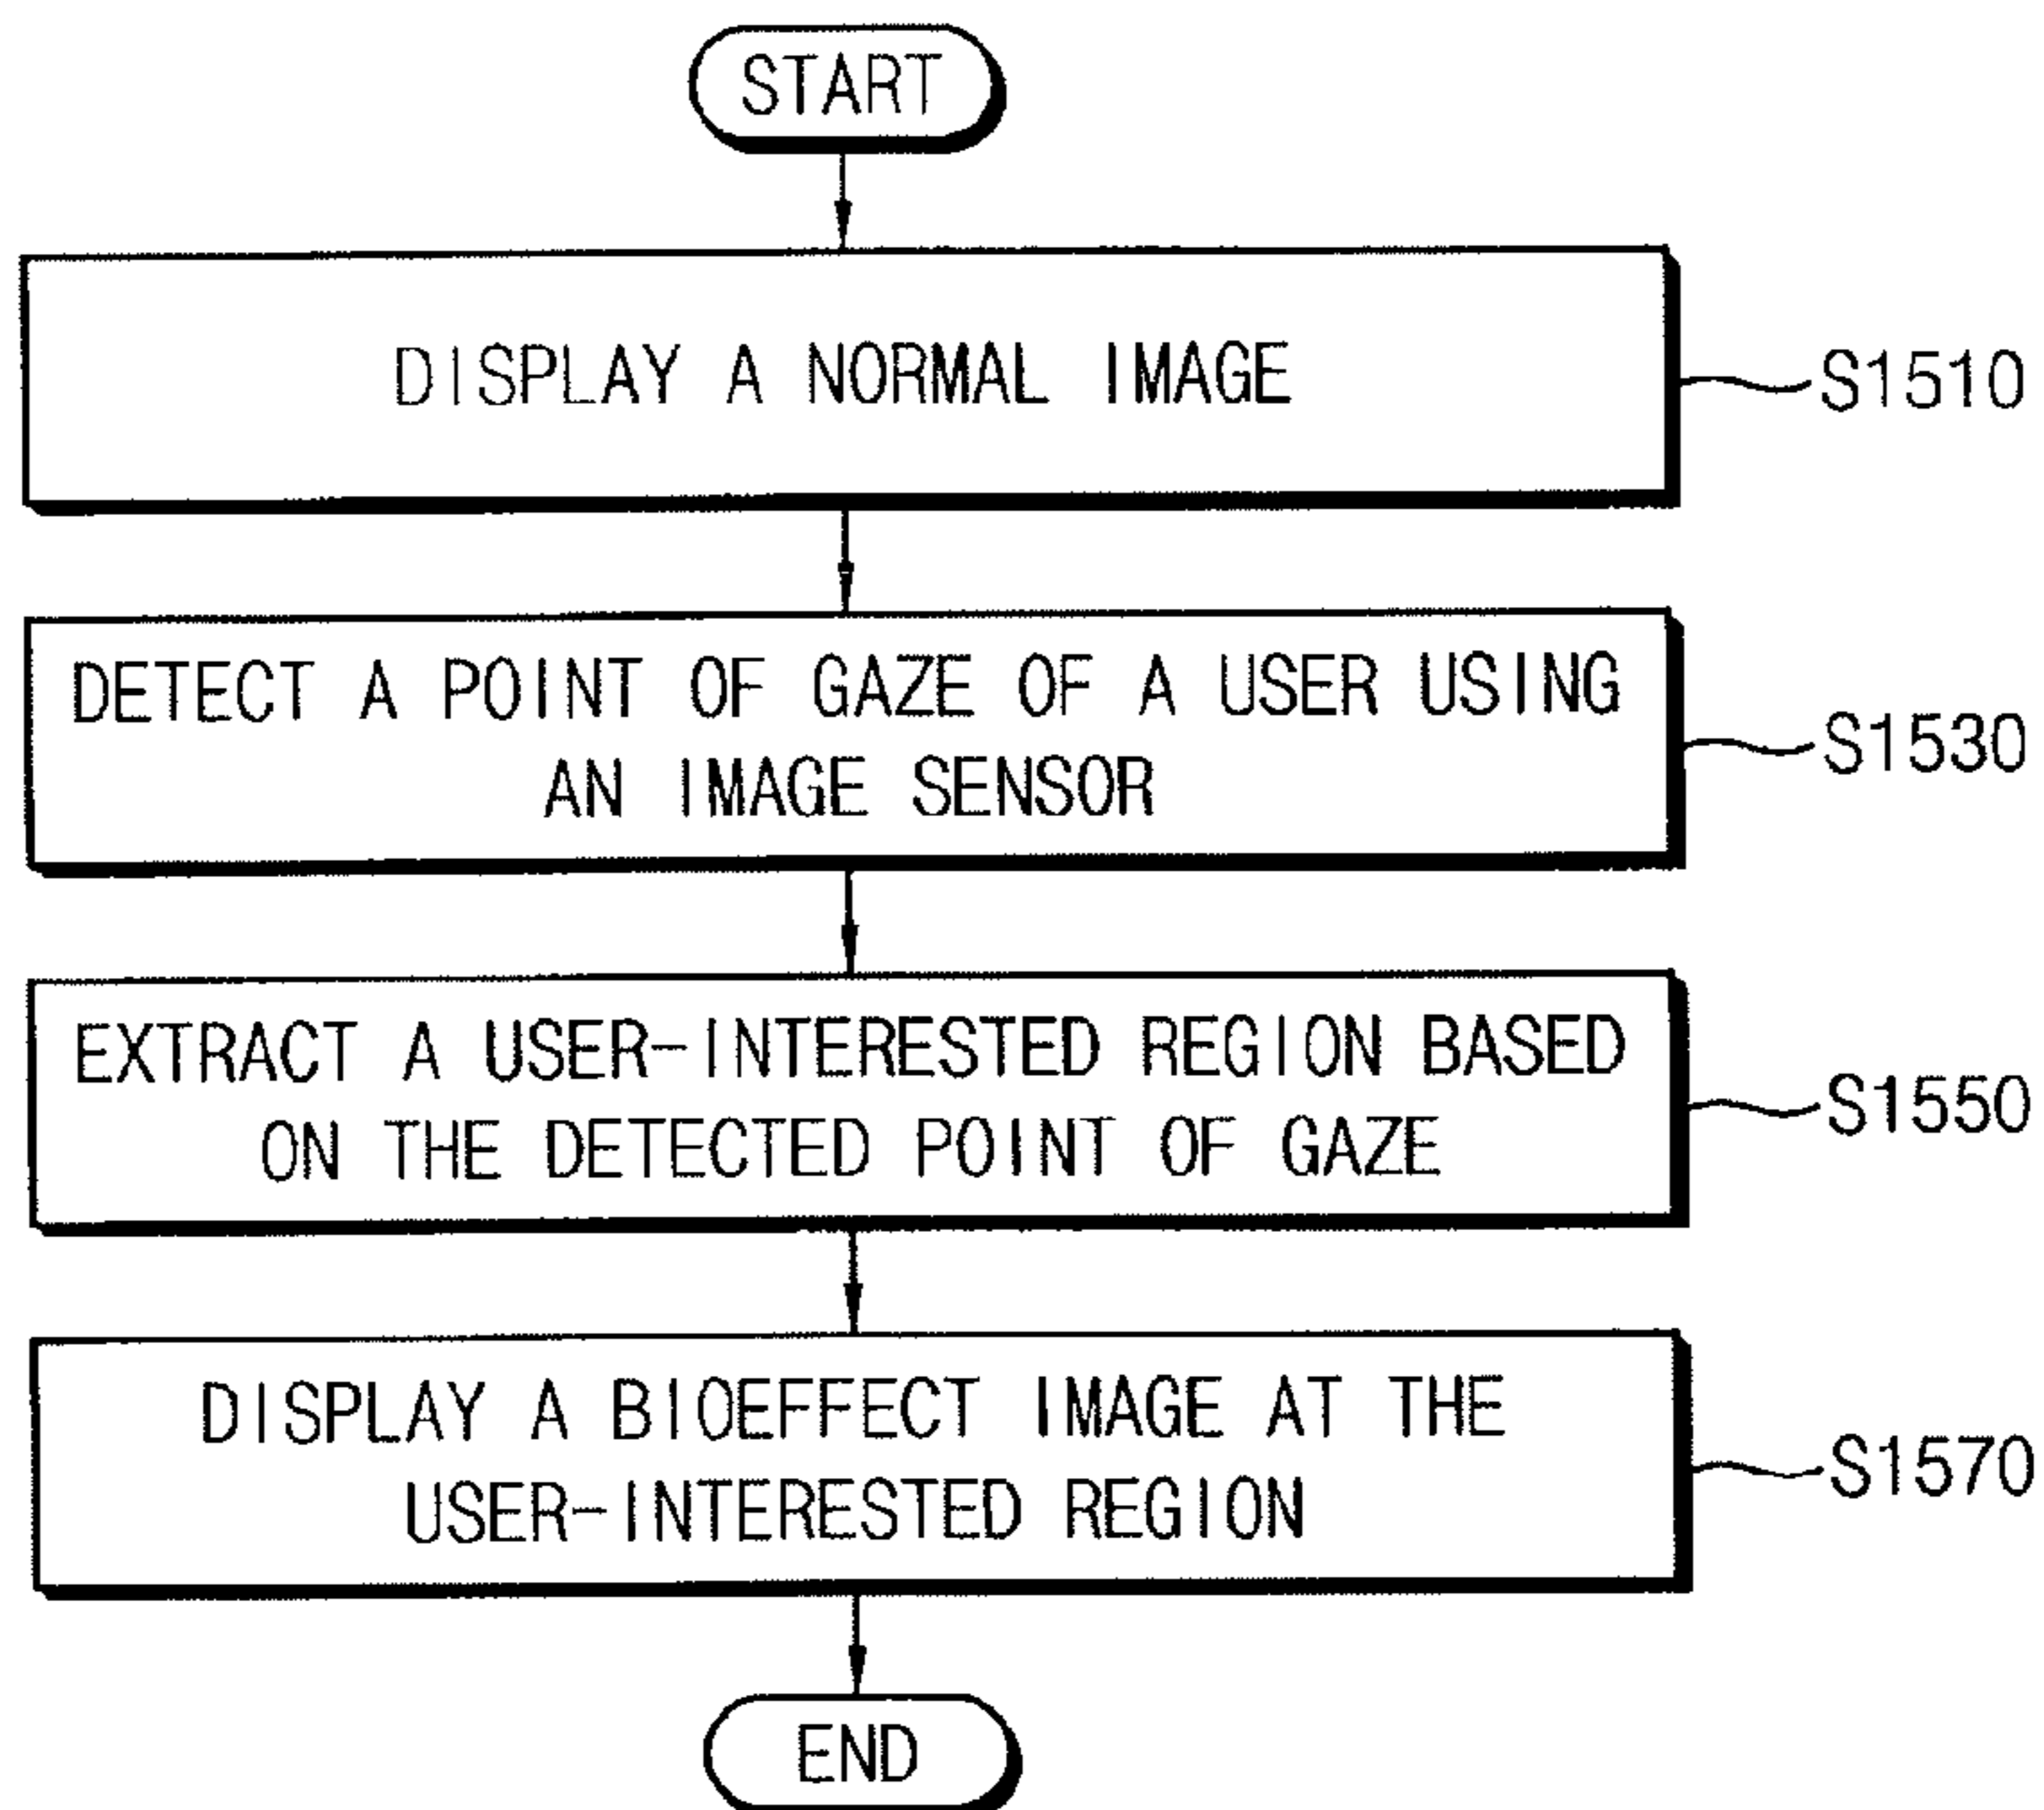 START
DISPLAY A NORMAL IMAGE
S1510
DETECT A POINT OF GAZE OF A USER USING
AN IMAGE SENSOR
S1530
EXTRACT A USER-INTERESTED REGION BASED
ON THE DETECTED POINT OF GAZE
S1550
DISPLAY A BIOEFFECT IMAGE AT THE
USER-INTERESTED REGION
S1570
END